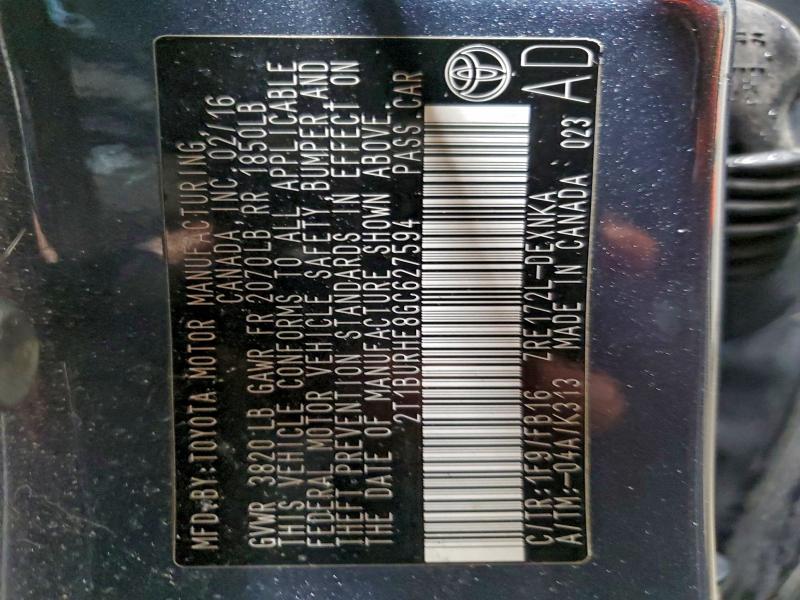 MFD.BY:TOYOTA MOTOR MANUFACTURING,
CANADA, INC. 02/16
GVWR 3820LB GAWR FR 2070LB RR 1850LB
THIS VEHICLE CONFORMS TO ALL APPLICABLE
FEDERAL MOTOR VEHICLE SAFETY, BUMPER,AND
THEFT PREVENTION STANDARDS IN EFFECT ON
THE DATE OF MANUFACTURE SHOWN ABOVE.
2T1BURHE8GC627594 PASS.CAR
C/TR:1F9/FB16 ZRE172L-DEXNKA
A/TM:-04A/K313 MADE IN CANADA 023
AD